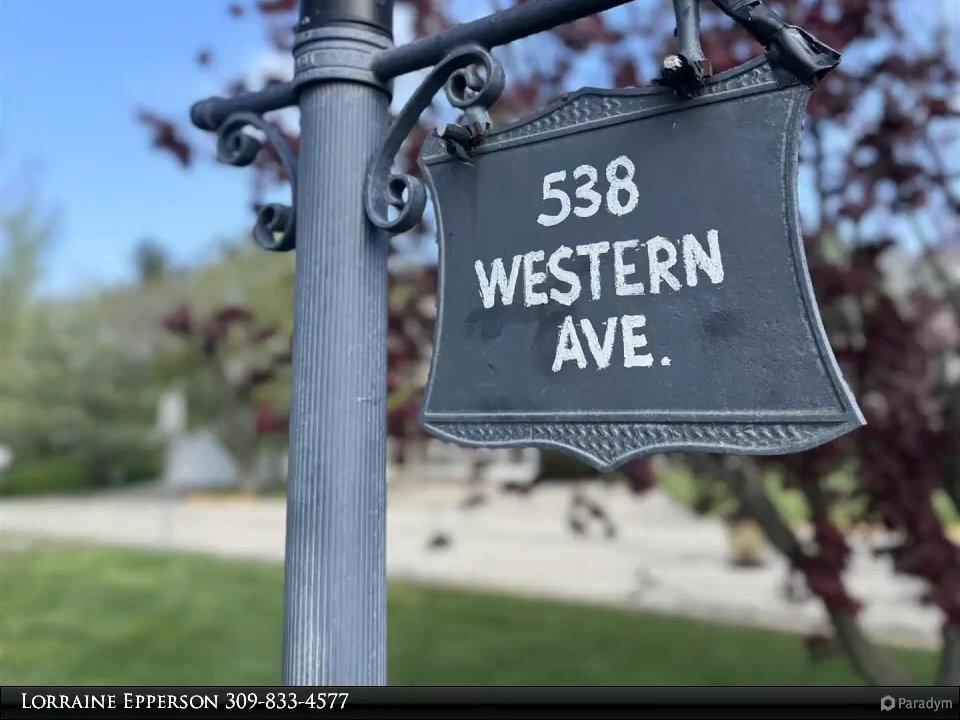 538
WESTERN
AVE.
LORRAINE EPPERSON 309-833-4577
Paradym